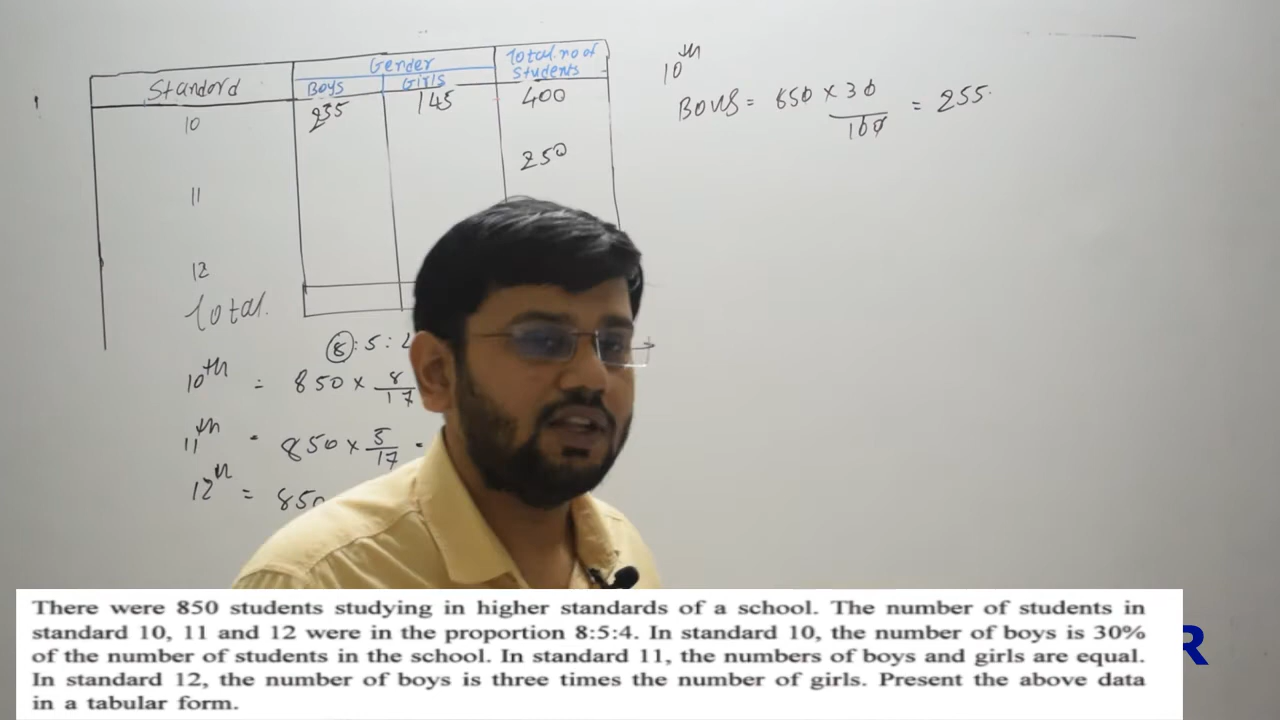 Standard
Gender
Boys
Girls
Total no of
Students
10
235
145
400
250
11
12
Total.
10th
BOYS = 850 × 30 / 100 = 255.
8:5:
10th = 850 × 8/17
11th = 850 × 5/17
12th = 850
There were 850 students studying in higher standards of a school. The number of students in
standard 10, 11 and 12 were in the proportion 8:5:4. In standard 10, the number of boys is 30%
of the number of students in the school. In standard 11, the numbers of boys and girls are equal.
In standard 12, the number of boys is three times the number of girls. Present the above data
in a tabular form.
R